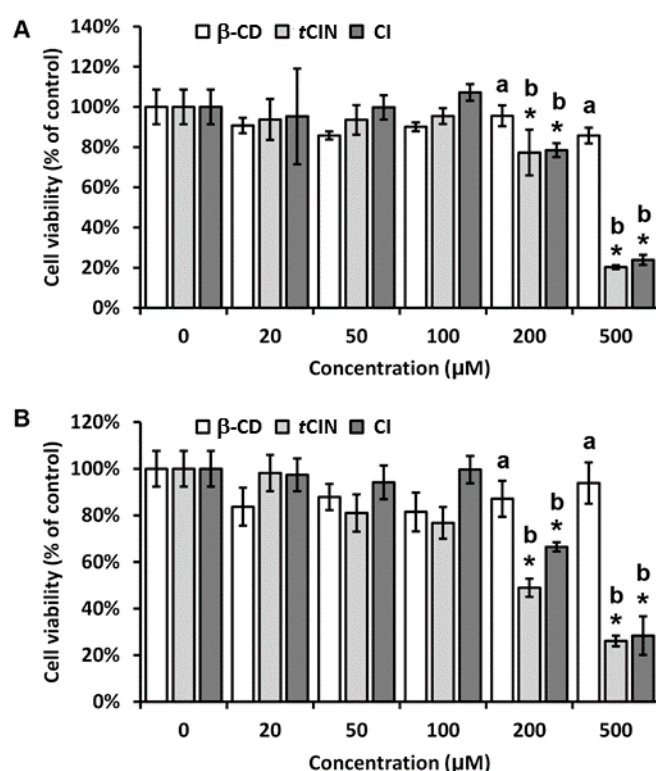 A
140%
β-CD tCIN CI
120%
100%
80%
60%
40%
20%
0%
Cell viability (% of control)
a b b a
* *
b b
* *
0 20 50 100 200 500
Concentration (µM)
B
120%
β-CD tCIN CI
100%
80%
60%
40%
20%
0%
Cell viability (% of control)
a a
b b
* *
b b
* *
0 20 50 100 200 500
Concentration (µM)